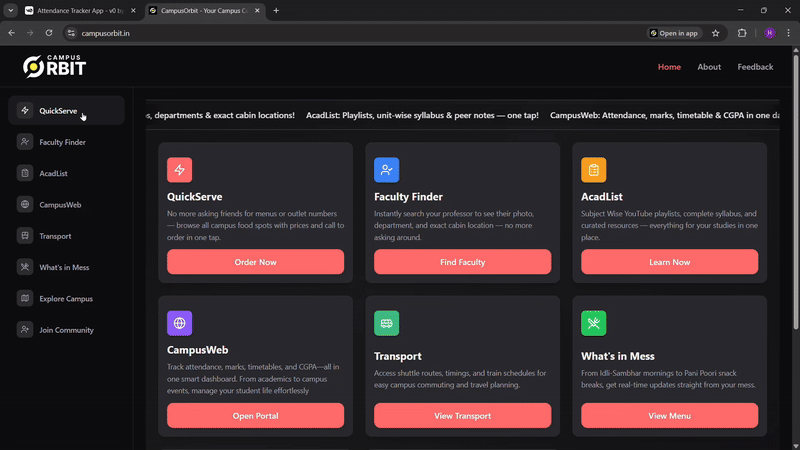 Attendance Tracker App - v0 by
CampusOrbit - Your Campus C
campusorbit.in
Open in app
H
CAMPUS
ORBIT
Home
About
Feedback
QuickServe
Faculty Finder
AcadList
CampusWeb
Transport
What's in Mess
Explore Campus
Join Community
s, departments & exact cabin locations! AcadList: Playlists, unit-wise syllabus & peer notes — one tap! CampusWeb: Attendance, marks, timetable & CGPA in one da
QuickServe
No more asking friends for menus or outlet numbers
— browse all campus food spots with prices and call to
order in one tap.
Order Now
Faculty Finder
Instantly search your professor to see their photo,
department, and exact cabin location — no more
asking around.
Find Faculty
AcadList
Subject Wise YouTube playlists, complete syllabus, and
curated resources — everything for your studies in one
place.
Learn Now
CampusWeb
Track attendance, marks, timetables, and CGPA—all in
one smart dashboard. From academics to campus
events, manage your student life effortlessly
Open Portal
Transport
Access shuttle routes, timings, and train schedules for
easy campus commuting and travel planning.
View Transport
What's in Mess
From Idli-Sambhar mornings to Pani Poori snack
breaks, get real-time updates straight from your mess.
View Menu